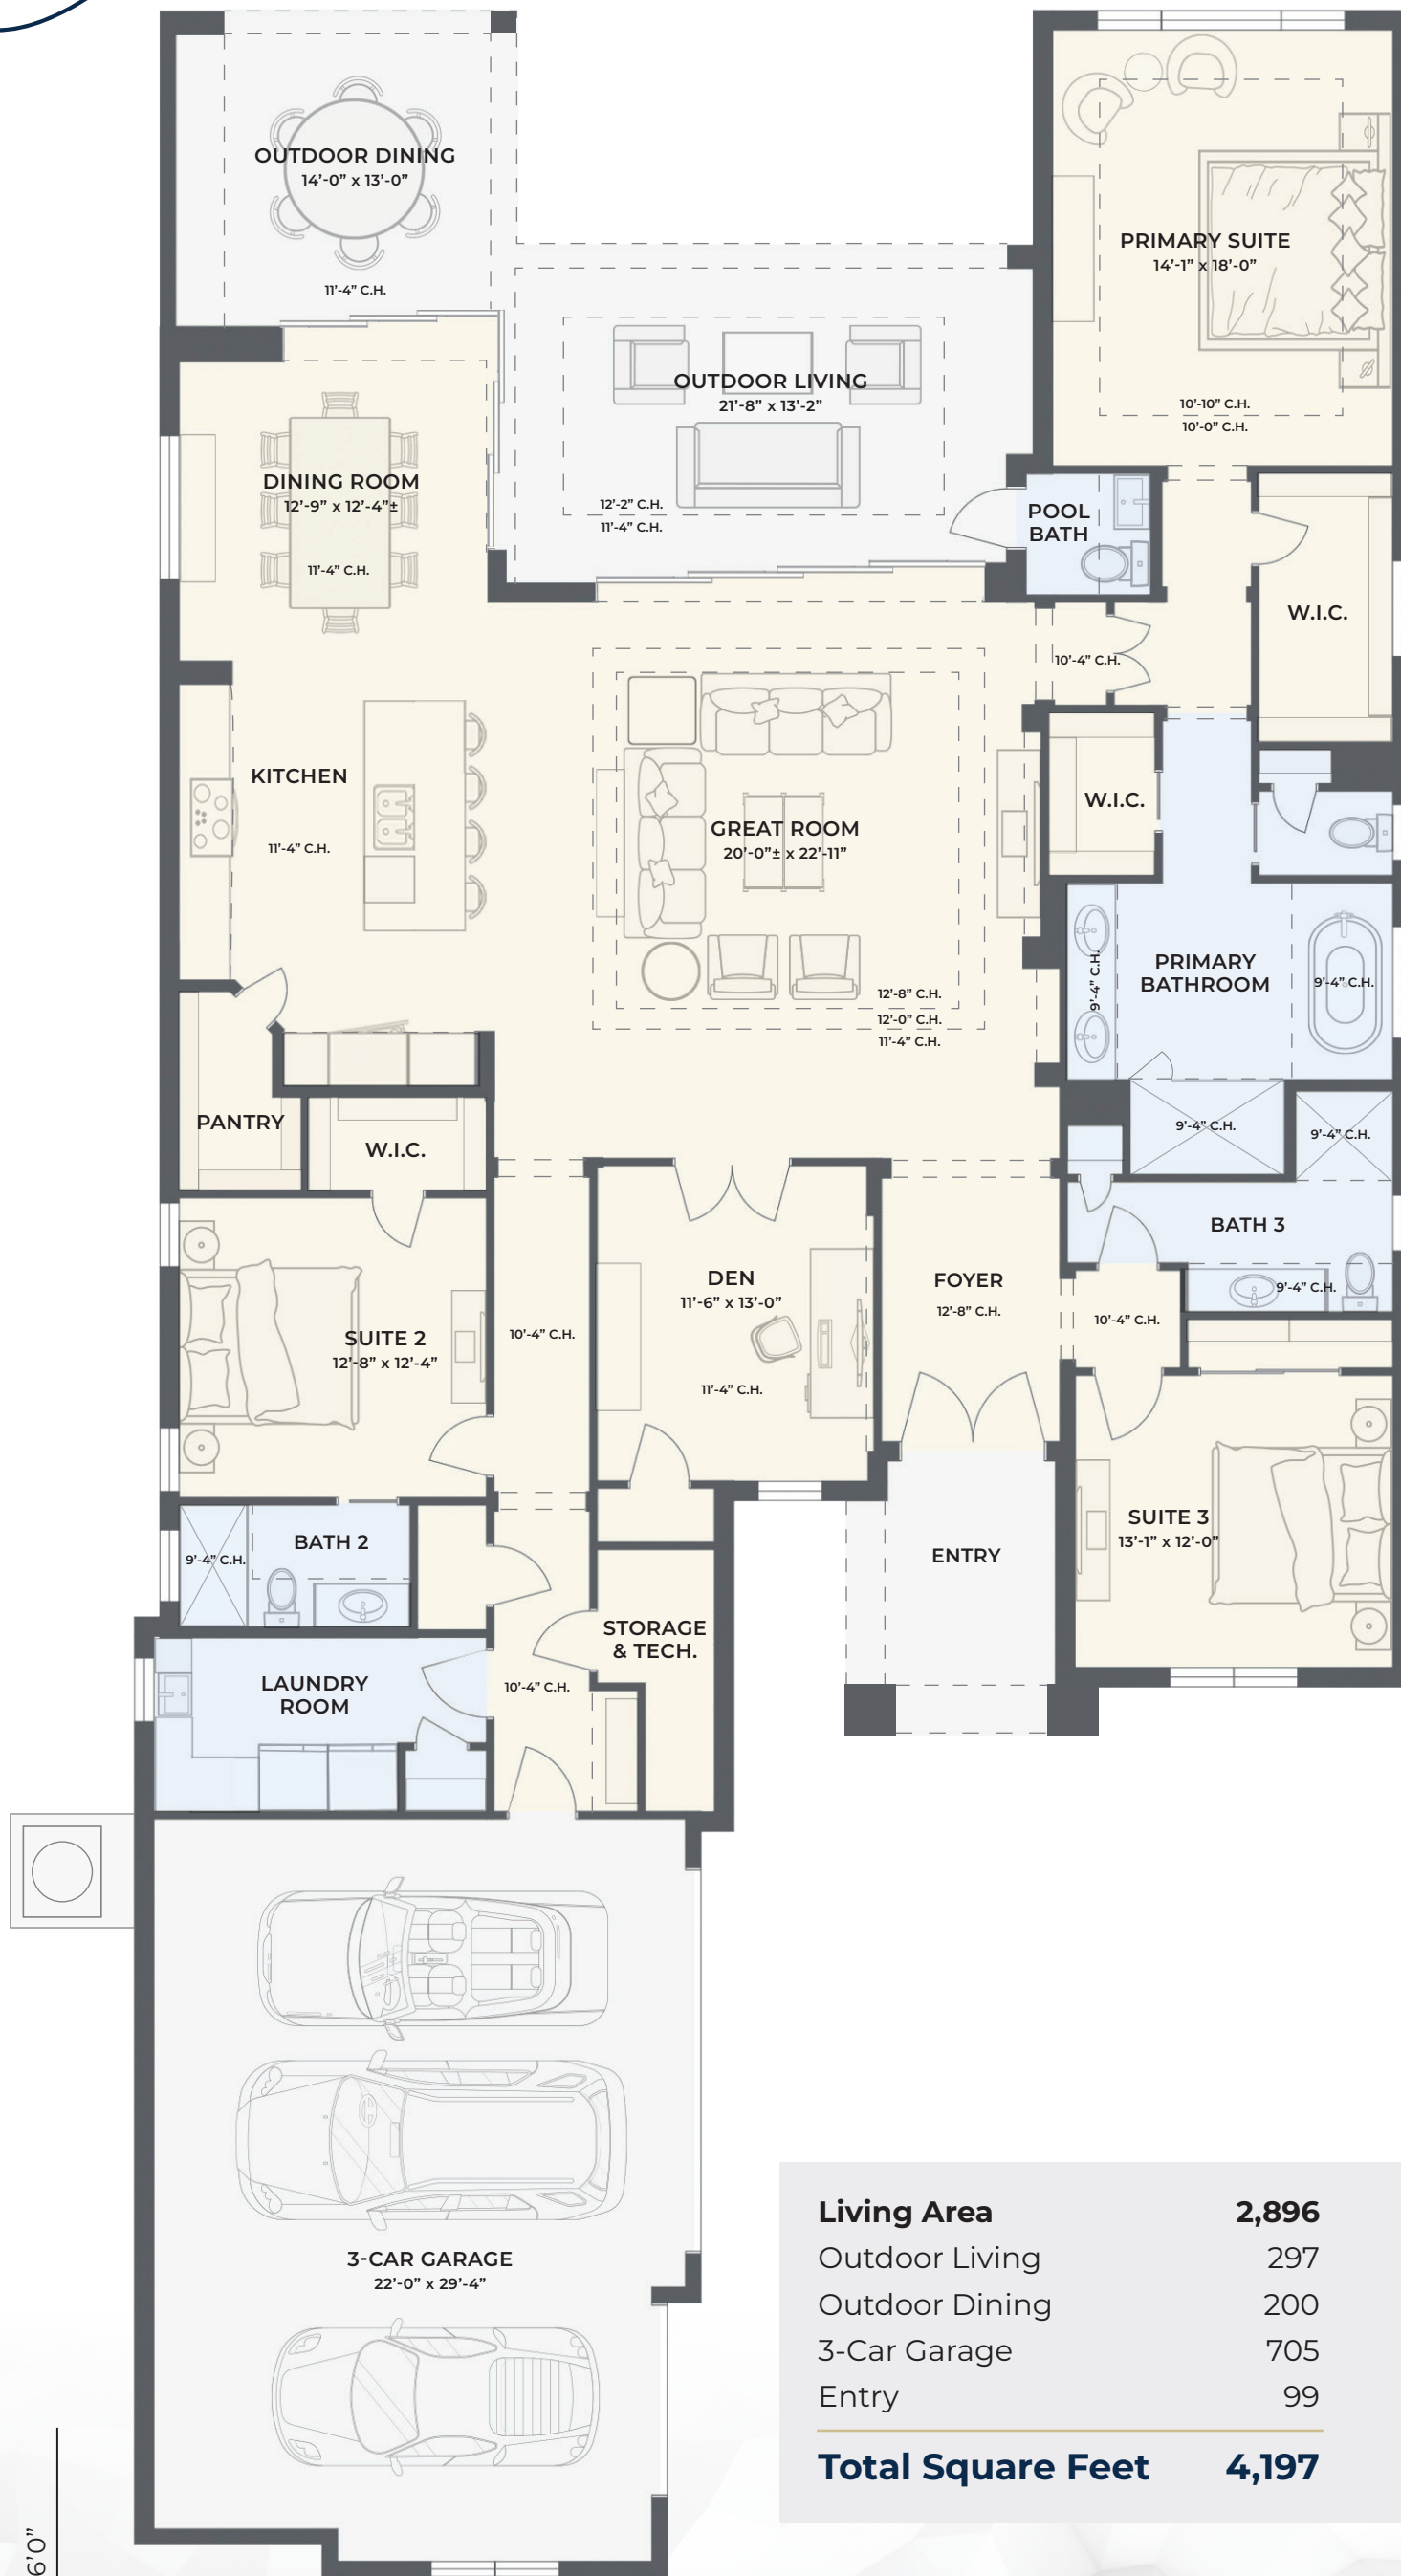 OUTDOOR DINING
14’-0” x 13’-0”
11’-4” C.H.
PRIMARY SUITE
14’-1” x 18’-0”
10’-10” C.H.
10’-0” C.H.
OUTDOOR LIVING
21’-8” x 13’-2”
12’-2” C.H.
11’-4” C.H.
DINING ROOM
12’-9” x 12’-4”±
11’-4” C.H.
POOL
BATH
W.I.C.
10’-4” C.H.
KITCHEN
11’-4” C.H.
GREAT ROOM
20’-0”± x 22’-11”
12’-8” C.H.
12’-0” C.H.
11’-4” C.H.
W.I.C.
PRIMARY
BATHROOM
9’-4” C.H.
9’-4” C.H.
9’-4” C.H.
9’-4” C.H.
PANTRY
W.I.C.
BATH 3
9’-4” C.H.
DEN
11’-6” x 13’-0”
11’-4” C.H.
FOYER
12’-8” C.H.
10’-4” C.H.
SUITE 2
12’-8” x 12’-4”
10’-4” C.H.
SUITE 3
13’-1” x 12’-0”
BATH 2
9’-4” C.H.
ENTRY
STORAGE
& TECH.
LAUNDRY
ROOM
10’-4” C.H.
3-CAR GARAGE
22’-0” x 29’-4”
Living Area 2,896
Outdoor Living 297
Outdoor Dining 200
3-Car Garage 705
Entry 99
Total Square Feet 4,197
6’0”